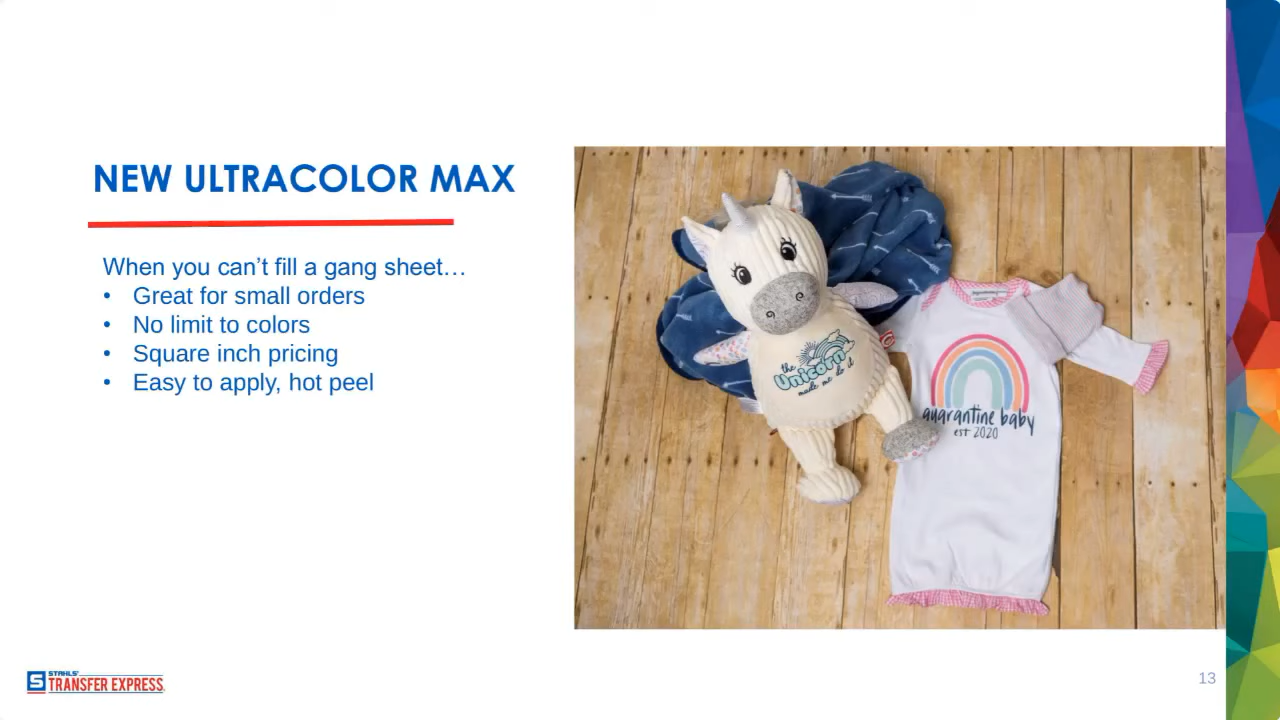 NEW ULTRACOLOR MAX
When you can't fill a gang sheet…
• Great for small orders
• No limit to colors
• Square inch pricing
• Easy to apply, hot peel
the
Unicorn
made me do it
quarantine baby
est 2020
S STAHLS'
TRANSFER EXPRESS
13